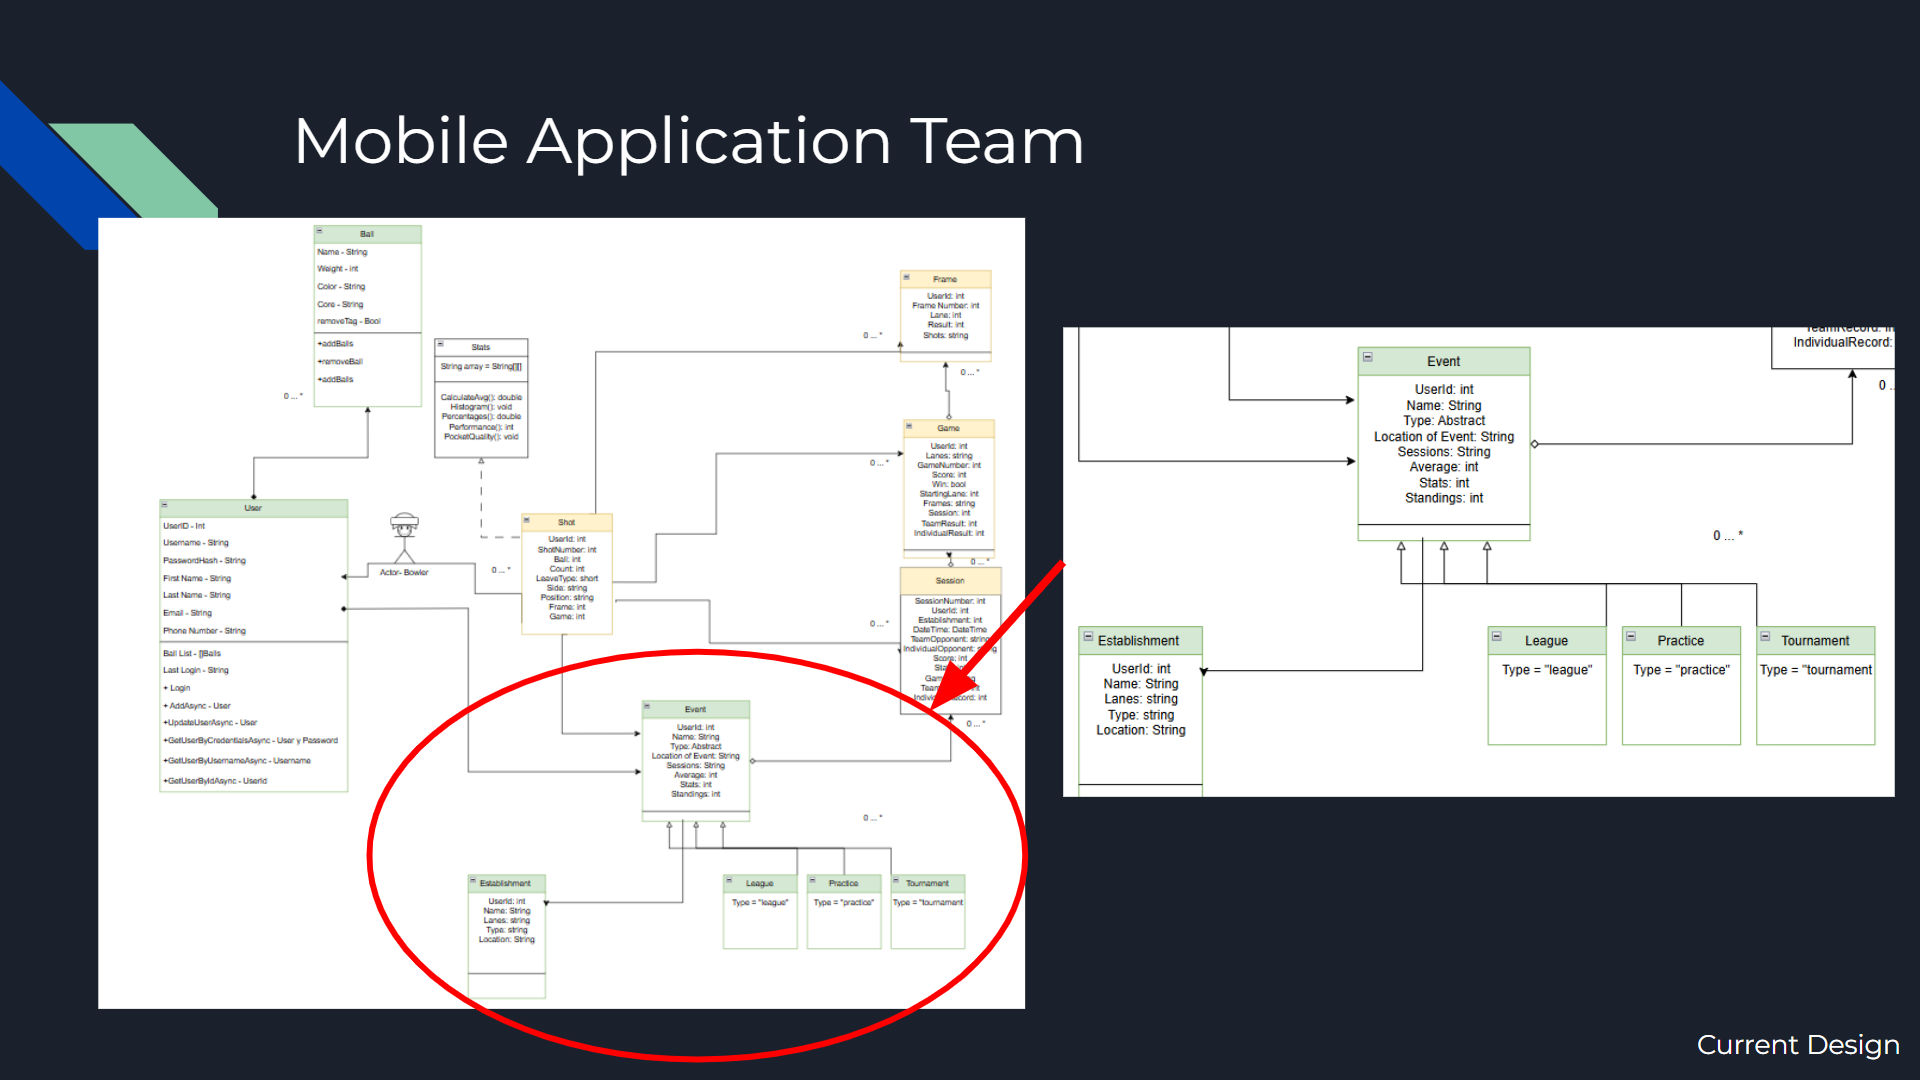 Mobile Application Team
Ball
Name - String
Weight - int
Color - String
Core - String
removeTag - Bool
+addBalls
+removeBall
+addBalls
0 ... *
Stats
String array = String[][]
CalculateAvg(): double
Histogram(): void
Percentages(): double
Performance(): int
PocketQuality(): void
Frame
UserId: int
Frame Number: int
Lane: int
Result: int
Shots: string
0 ... *
0 ... *
Game
UserId: int
Lanes: string
GameNumber: int
Score: int
Win: bool
StartingLane: int
Frames: string
Session: int
TeamResult: int
IndividualResult: int
0 ... *
0 ... *
User
UserID - Int
Username - String
PasswordHash - String
First Name - String
Last Name - String
Email - String
Phone Number - String
Ball List - []Balls
Last Login - String
+ Login
+ AddAsync - User
+UpdateUserAsync - User
+GetUserByCredentialsAsync - User y Password
+GetUserByUsernameAsync - Username
+GetUserByIdAsync - UserId
Actor- Bowler
Shot
UserId: int
ShotNumber: int
Ball: int
Count: int
LeaveType: short
Side: string
Position: string
Frame: int
Game: int
0 ... *
Session
SessionNumber: int
UserId: int
Establishment: int
DateTime: DateTime
TeamOpponent: string
IndividualOpponent: string
Score: int
0 ... *
0 ... *
Event
UserId: int
Name: String
Type: Abstract
Location of Event: String
Sessions: String
Average: int
Stats: int
Standings: int
0 ... *
Establishment
UserId: int
Name: String
Lanes: string
Type: string
Location: String
League
Type = "league"
Practice
Type = "practice"
Tournament
Type = "tournament
IndividualRecord:
0 ..
Event
UserId: int
Name: String
Type: Abstract
Location of Event: String
Sessions: String
Average: int
Stats: int
Standings: int
0 ... *
Establishment
UserId: int
Name: String
Lanes: string
Type: string
Location: String
League
Type = "league"
Practice
Type = "practice"
Tournament
Type = "tournament
Current Design